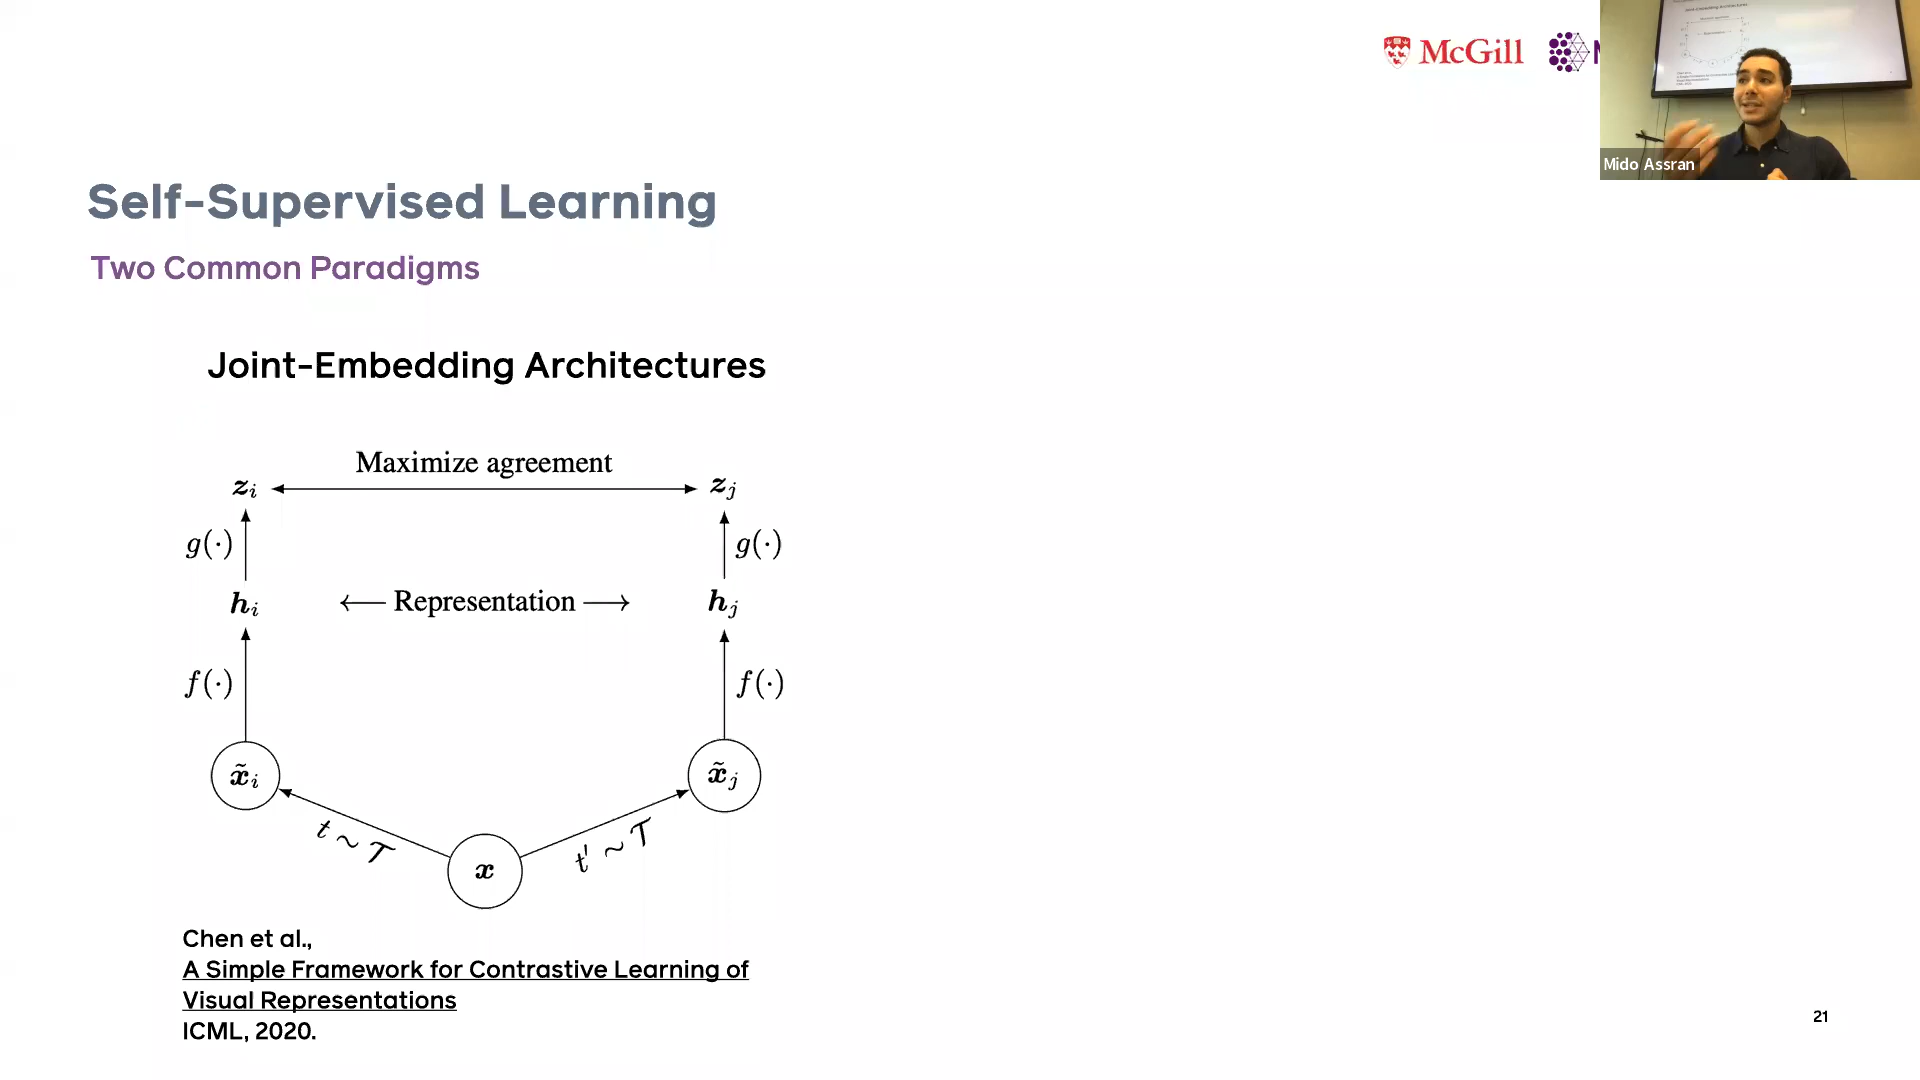 McGill
Mido Assran
Self-Supervised Learning
Two Common Paradigms
Joint-Embedding Architectures
Maximize agreement
z_i
z_j
g(·)
g(·)
h_i
← Representation →
h_j
f(·)
f(·)
x̃_i
x̃_j
t ~ 𝒯
t' ~ 𝒯
x
Chen et al.,
A Simple Framework for Contrastive Learning of
Visual Representations
ICML, 2020.
21